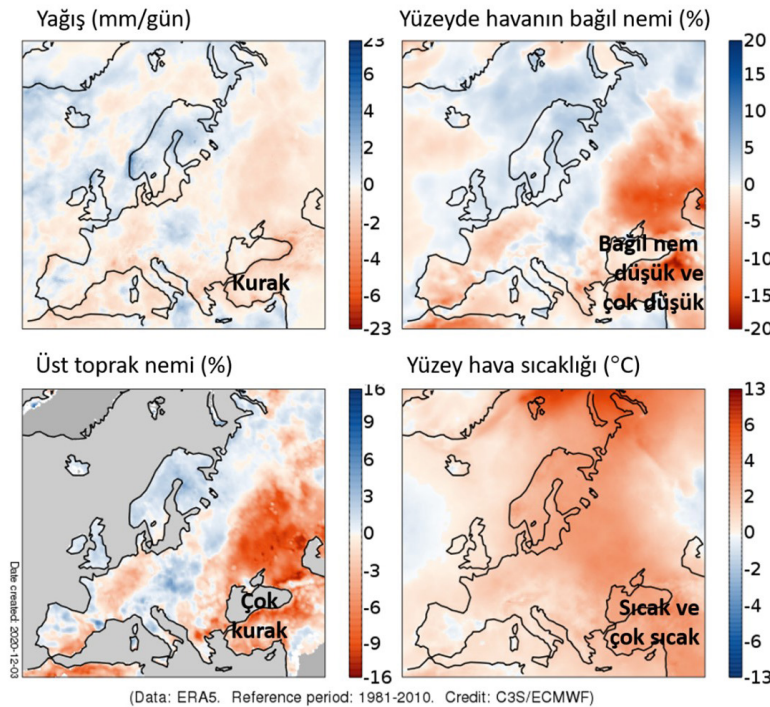 Yağış (mm/gün)
23
6
4
2
0
-2
-4
-6
-23
Kurak
Yüzeyde havanın bağıl nemi (%)
20
15
10
5
0
-5
-10
-15
-20
Bağıl nem
düşük ve
çok düşük
Üst toprak nemi (%)
16
9
6
3
0
-3
-6
-9
-16
Çok
kurak
Yüzey hava sıcaklığı (°C)
13
6
4
2
0
-2
-4
-6
-13
Sıcak ve
çok sıcak
Date created: 2020-12-03
(Data: ERA5. Reference period: 1981-2010. Credit: C3S/ECMWF)